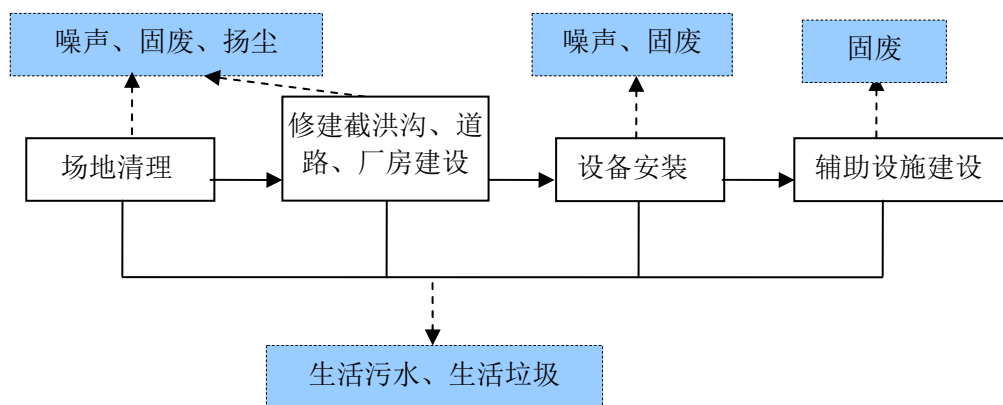 噪声、固废、扬尘
噪声、固废
固废
场地清理
修建截洪沟、道
路、厂房建设
设备安装
辅助设施建设
生活污水、生活垃圾